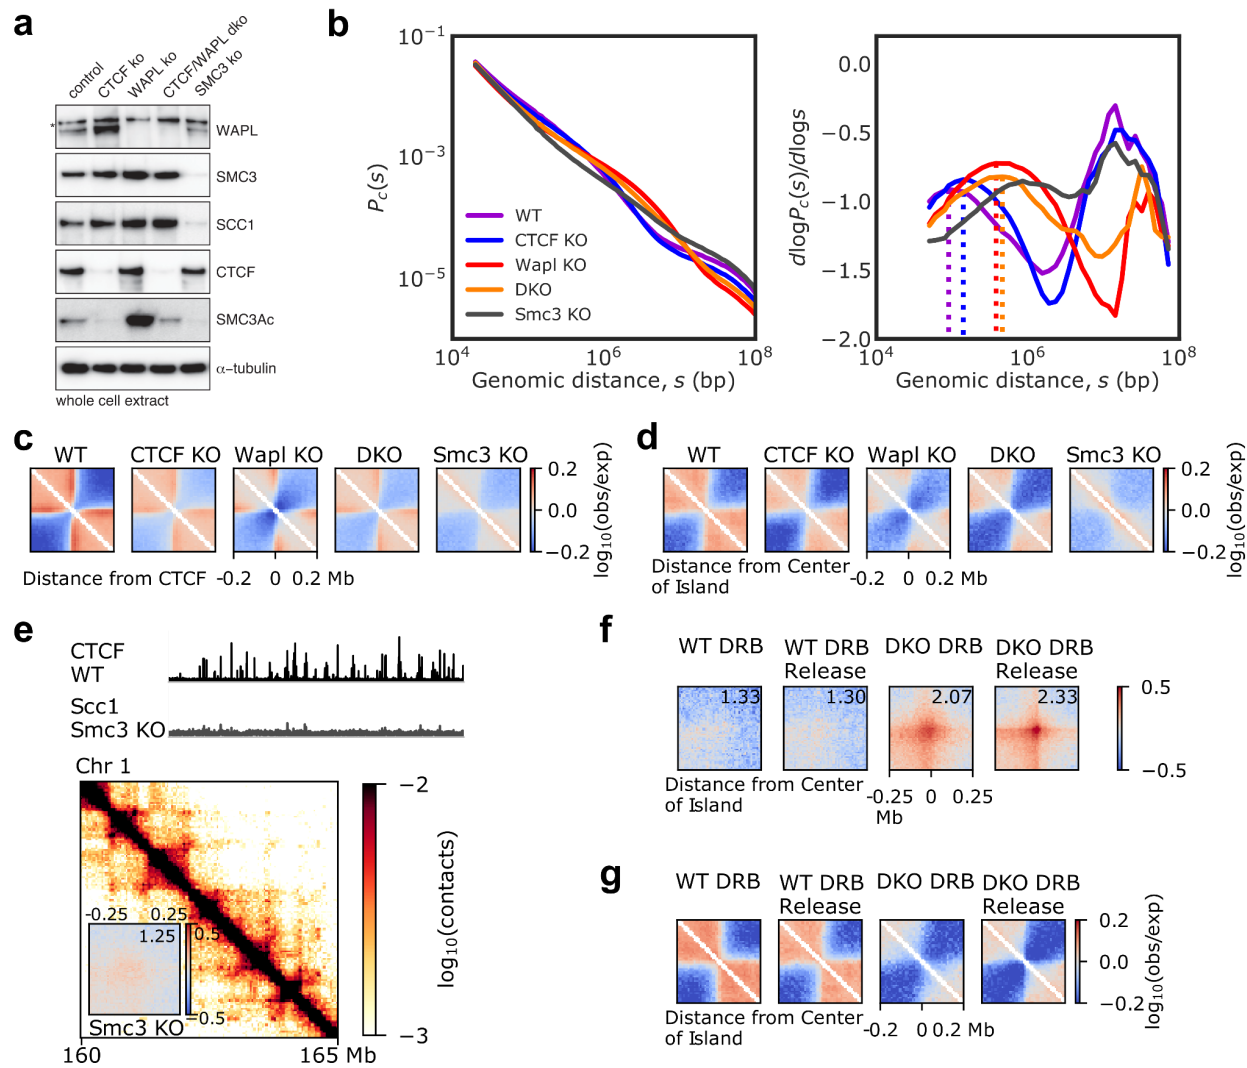 a
control
CTCF ko
WAPL ko
CTCF/WAPL dko
SMC3 ko
*
WAPL
SMC3
SCC1
CTCF
SMC3Ac
α−tubulin
whole cell extract
b
10⁻¹
10⁻³
10⁻⁵
P_c(s)
WT
CTCF KO
Wapl KO
DKO
Smc3 KO
10⁴ 10⁶ 10⁸
Genomic distance, s (bp)
0.0
−0.5
−1.0
−1.5
−2.0
dlogP_c(s)/dlogs
10⁴ 10⁶ 10⁸
Genomic distance, s (bp)
c
WT CTCF KO Wapl KO DKO Smc3 KO
0.2
0.0
−0.2
log₁₀(obs/exp)
Distance from CTCF
-0.2 0 0.2 Mb
d
WT CTCF KO Wapl KO DKO Smc3 KO
0.2
0.0
−0.2
log₁₀(obs/exp)
Distance from Center
of Island
-0.2 0 0.2 Mb
e
CTCF
WT
Scc1
Smc3 KO
Chr 1
-0.25 0.25
1.25
0.5
−0.5
Smc3 KO
160 165 Mb
−2
−3
log₁₀(contacts)
f
WT DRB
WT DRB
Release
DKO DRB
DKO DRB
Release
1.33
1.30
2.07
2.33
0.5
−0.5
Distance from Center
of Island
-0.25 0 0.25
Mb
g
WT DRB
WT DRB
Release
DKO DRB
DKO DRB
Release
0.2
0.0
−0.2
log₁₀(obs/exp)
Distance from Center
of Island
-0.2 0 0.2 Mb